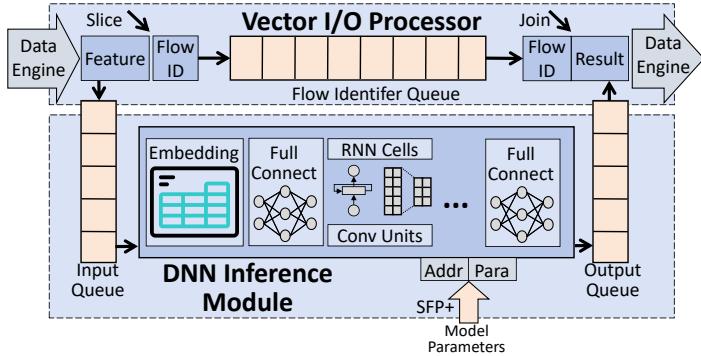 Slice
Vector I/O Processor
Join
Data
Engine
Feature
Flow
ID
Flow
ID
Result
Data
Engine
Flow Identifer Queue
Embedding
Full
Connect
RNN Cells
Conv Units
...
Full
Connect
Input
Queue
DNN Inference
Module
Addr
Para
Output
Queue
SFP+
Model
Parameters